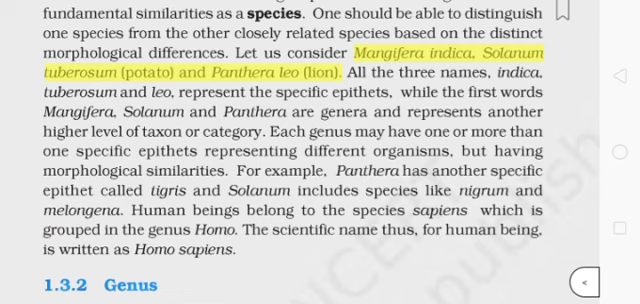 fundamental similarities as a species. One should be able to distinguish
one species from the other closely related species based on the distinct
morphological differences. Let us consider Mangifera indica, Solanum
tuberosum (potato) and Panthera leo (lion). All the three names, indica,
tuberosum and leo, represent the specific epithets, while the first words
Mangifera, Solanum and Panthera are genera and represents another
higher level of taxon or category. Each genus may have one or more than
one specific epithets representing different organisms, but having
morphological similarities. For example, Panthera has another specific
epithet called tigris and Solanum includes species like nigrum and
melongena. Human beings belong to the species sapiens which is
grouped in the genus Homo. The scientific name thus, for human being,
is written as Homo sapiens.
1.3.2 Genus